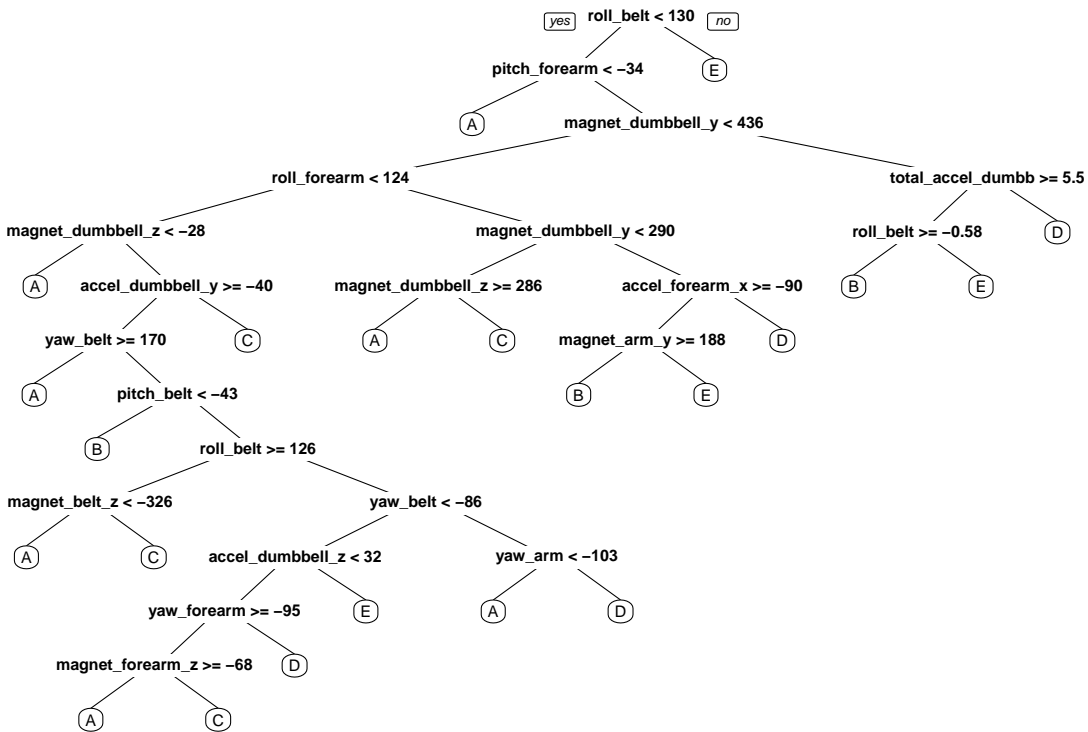 yes roll_belt < 130 no
pitch_forearm < −34 E
A magnet_dumbbell_y < 436
roll_forearm < 124 total_accel_dumbb >= 5.5
magnet_dumbbell_z < −28 magnet_dumbbell_y < 290 roll_belt >= −0.58 D
A accel_dumbbell_y >= −40 magnet_dumbbell_z >= 286 accel_forearm_x >= −90 B E
yaw_belt >= 170 C A C magnet_arm_y >= 188 D
A pitch_belt < −43 B E
B roll_belt >= 126
magnet_belt_z < −326 yaw_belt < −86
A C accel_dumbbell_z < 32 yaw_arm < −103
yaw_forearm >= −95 E A D
magnet_forearm_z >= −68 D
A C